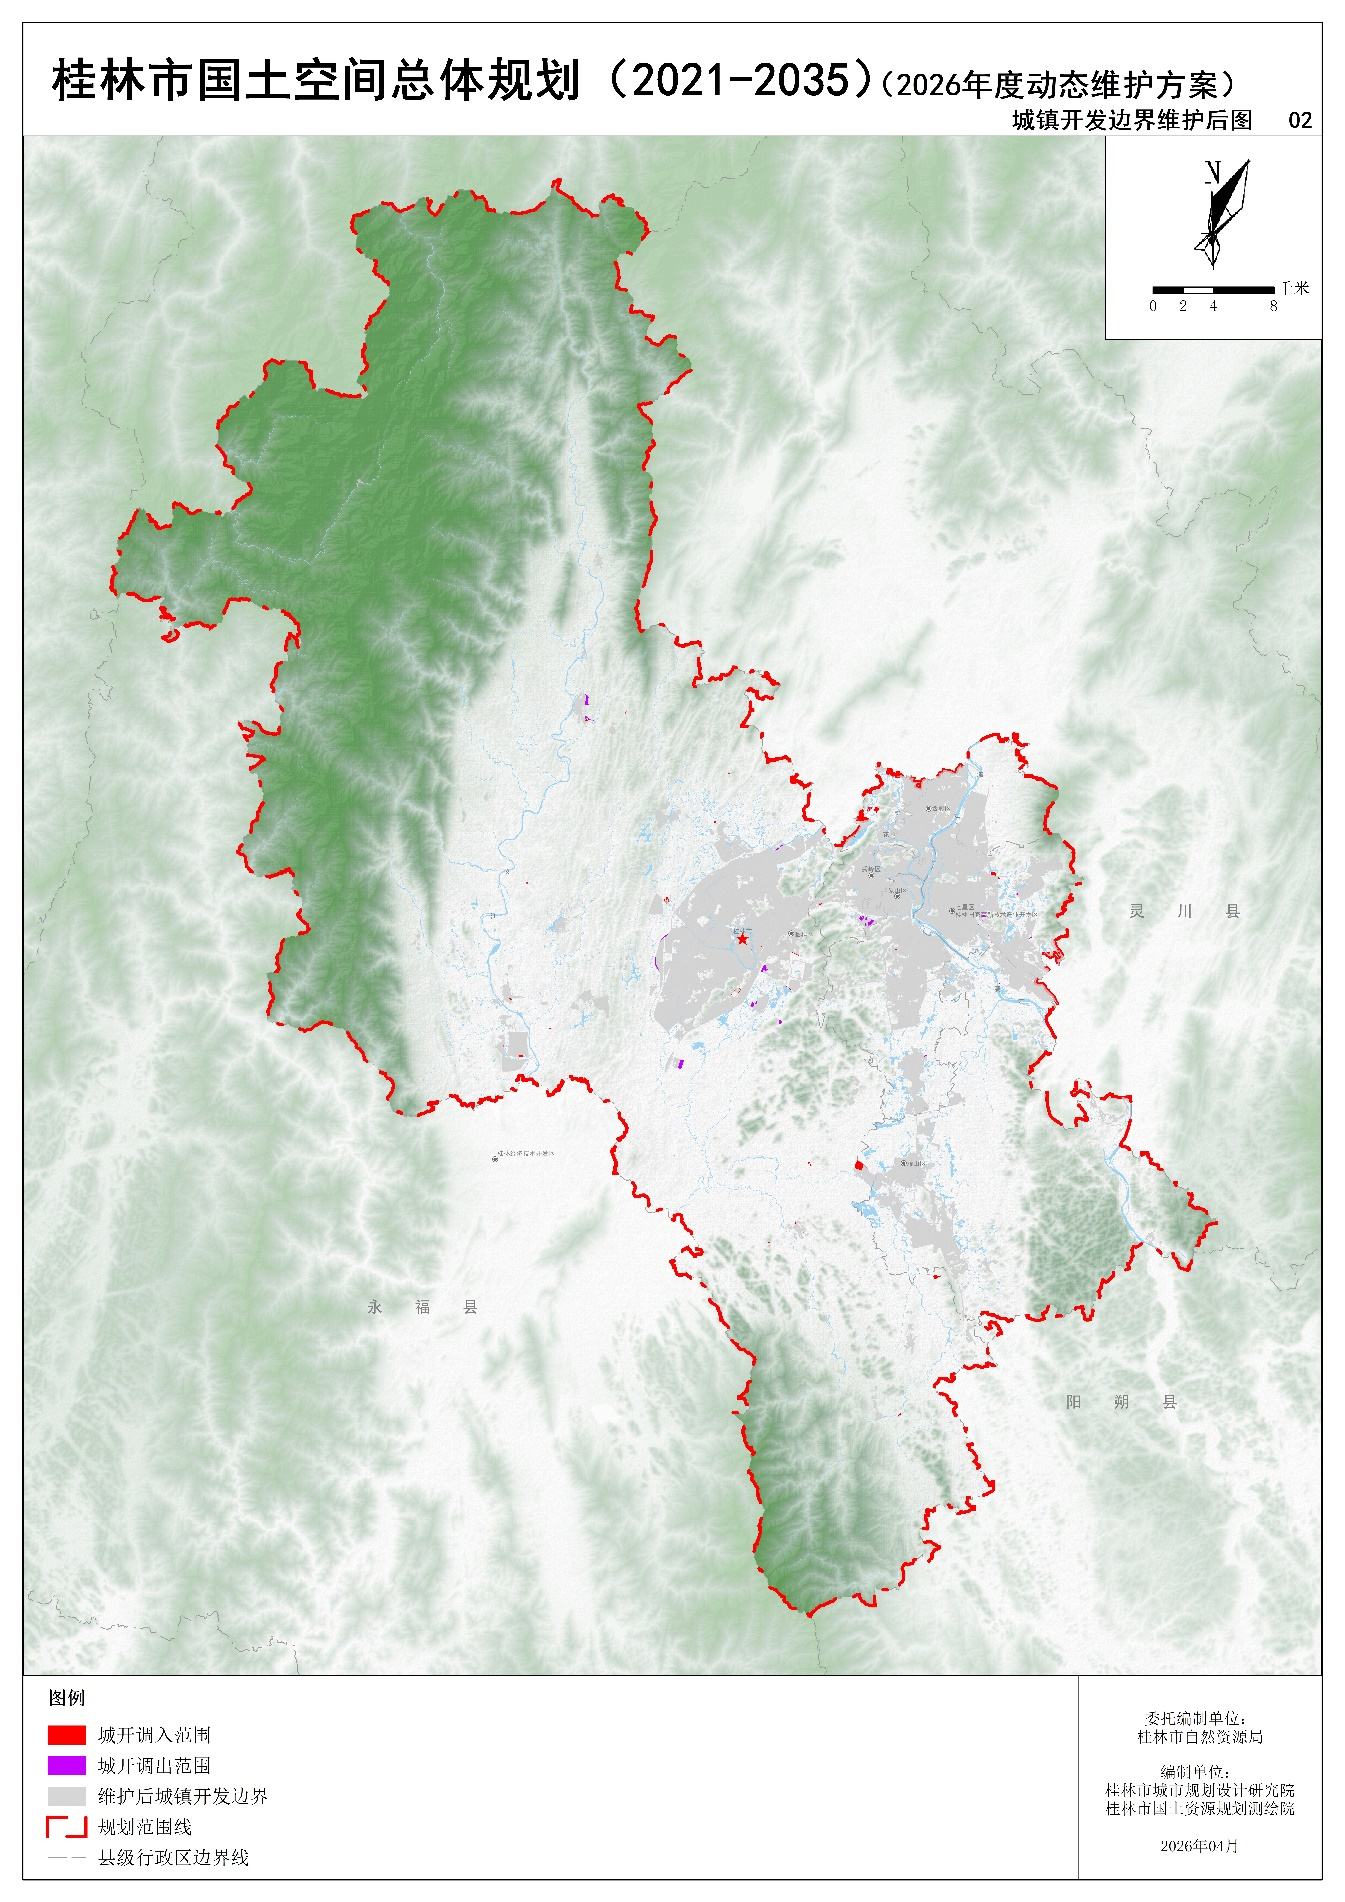 桂林市国土空间总体规划（2021-2035）（2026年度动态维护方案）
城镇开发边界维护后图 02
N
千米
0 2 4 8
灵川县
永福县
阳朔县
图例
城开调入范围
城开调出范围
维护后城镇开发边界
规划范围线
县级行政区边界线
委托编制单位：
桂林市自然资源局
编制单位：
桂林市城市规划设计研究院
桂林市国土资源规划测绘院
2026年04月